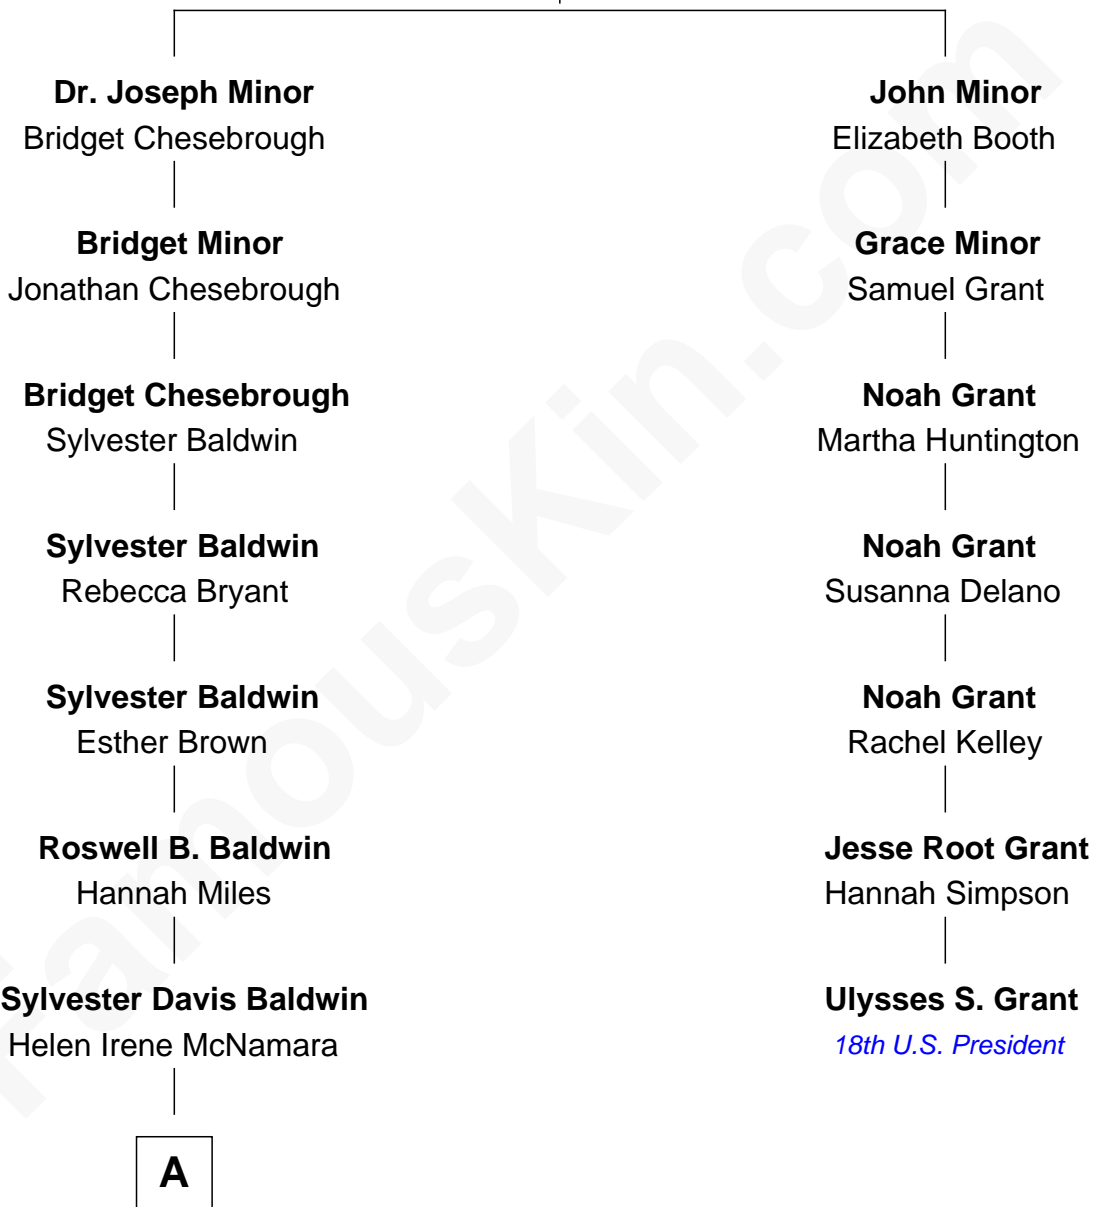 Dr. Joseph Minor
Bridget Chesebrough
Bridget Minor
Jonathan Chesebrough
Bridget Chesebrough
Sylvester Baldwin
Sylvester Baldwin
Rebecca Bryant
Sylvester Baldwin
Esther Brown
Roswell B. Baldwin
Hannah Miles
Sylvester Davis Baldwin
Helen Irene McNamara
A
John Minor
Elizabeth Booth
Grace Minor
Samuel Grant
Noah Grant
Martha Huntington
Noah Grant
Susanna Delano
Noah Grant
Rachel Kelley
Jesse Root Grant
Hannah Simpson
Ulysses S. Grant
18th U.S. President
FamousKin.com